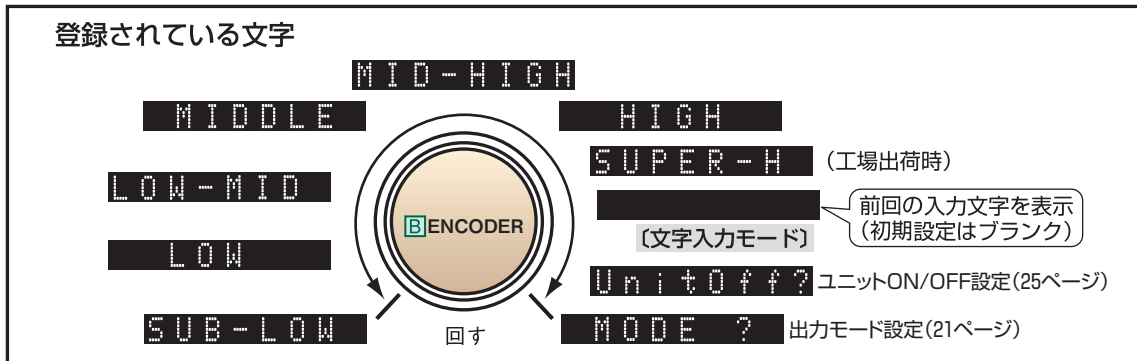 登録されている文字
MID-HIGH
MIDDLE
HIGH
SUPER-H （工場出荷時）
LOW-MID
前回の入力文字を表示
（初期設定はブランク）
B ENCODER
〔文字入力モード〕
LOW
UnitOff? ユニットON/OFF設定(25ページ)
SUB-LOW
回す
MODE ? 出力モード設定(21ページ)